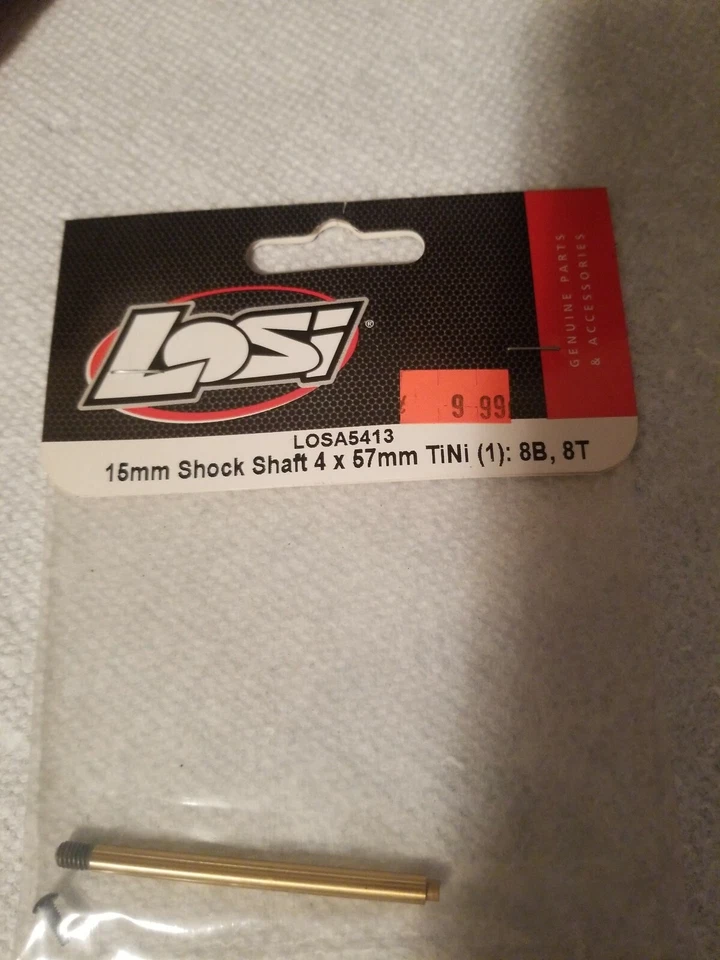 GENUINE PARTS
& ACCESSORIES
LOSi®
9 99
LOSA5413
15mm Shock Shaft 4 x 57mm TiNi (1): 8B, 8T